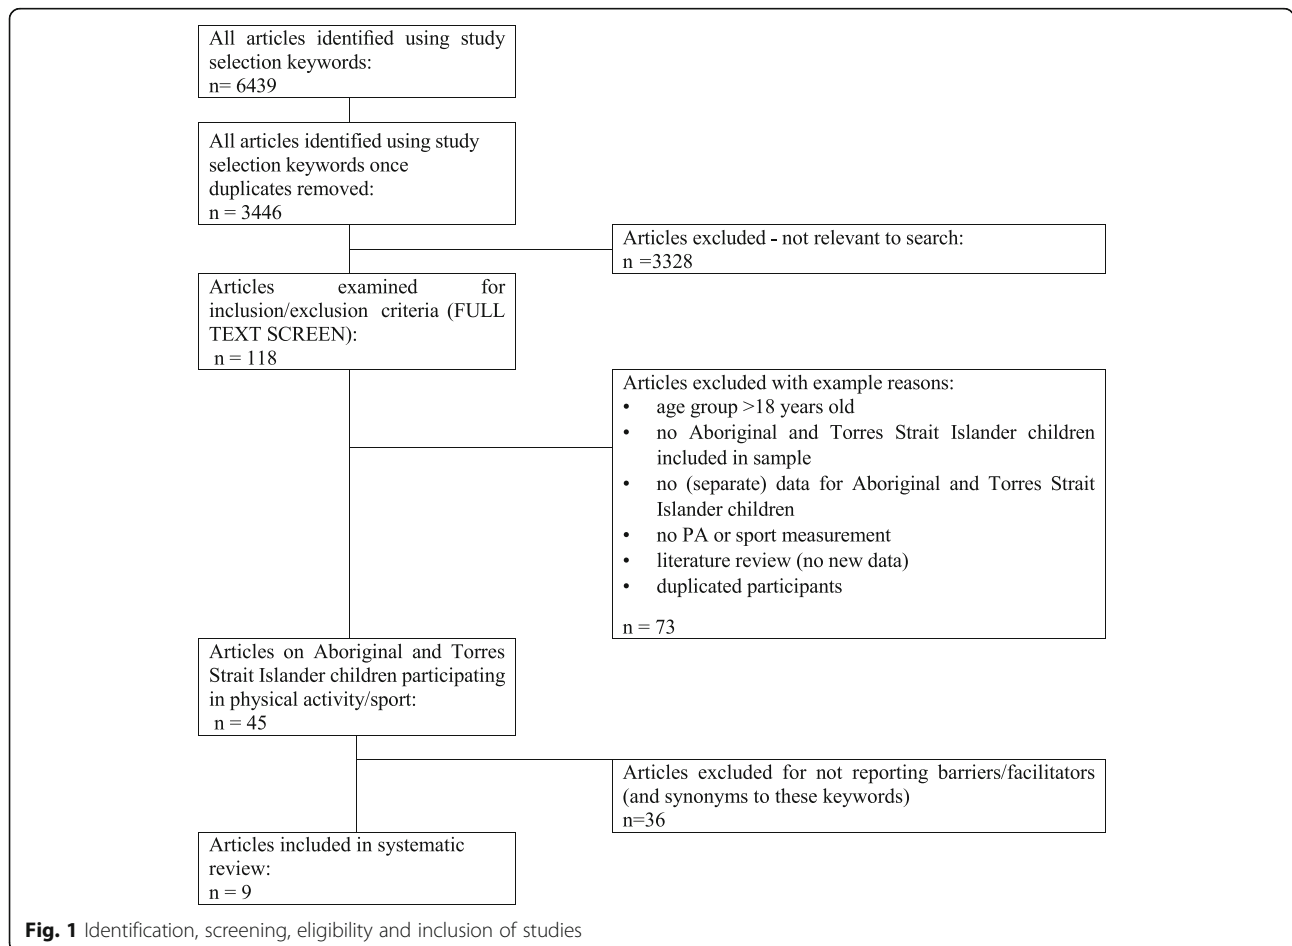 All articles identified using study
selection keywords:
n= 6439
All articles identified using study
selection keywords once
duplicates removed:
n = 3446
Articles excluded - not relevant to search:
n =3328
Articles examined for
inclusion/exclusion criteria (FULL
TEXT SCREEN):
n = 118
Articles excluded with example reasons:
• age group >18 years old
• no Aboriginal and Torres Strait Islander children
included in sample
• no (separate) data for Aboriginal and Torres Strait
Islander children
• no PA or sport measurement
• literature review (no new data)
• duplicated participants
n = 73
Articles on Aboriginal and Torres
Strait Islander children participating
in physical activity/sport:
n = 45
Articles excluded for not reporting barriers/facilitators
(and synonyms to these keywords)
n=36
Articles included in systematic
review:
n = 9
Fig. 1 Identification, screening, eligibility and inclusion of studies